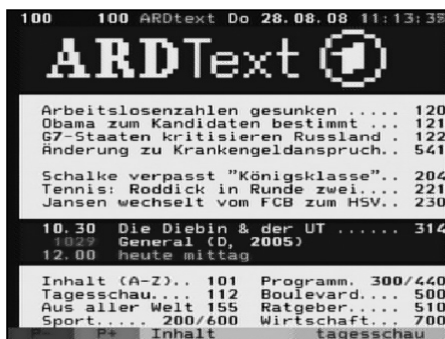 100 100 ARDtext Do 28.08.08 11:13:39
ARDText 1
Arbeitslosenzahlen gesunken ..... 120
Obama zum Kandidaten bestimmt ... 121
G7-Staaten kritisieren Russland . 122
Änderung zu Krankengeldanspruch.. 541
Schalke verpasst "Königsklasse".. 204
Tennis: Roddick in Runde zwei.... 221
Jansen wechselt vom FCB zum HSV.. 230
10.30 Die Diebin & der UT ...... 314
1029 General (D, 2005)
12.00 heute mittag
Inhalt (A-Z).. 101 Programm. 300/440
Tagesschau.... 112 Boulevard.... 500
Aus aller Welt 155 Ratgeber..... 510
Sport..... 200/600 Wirtschaft... 700
P- P+ Inhalt tagesschau